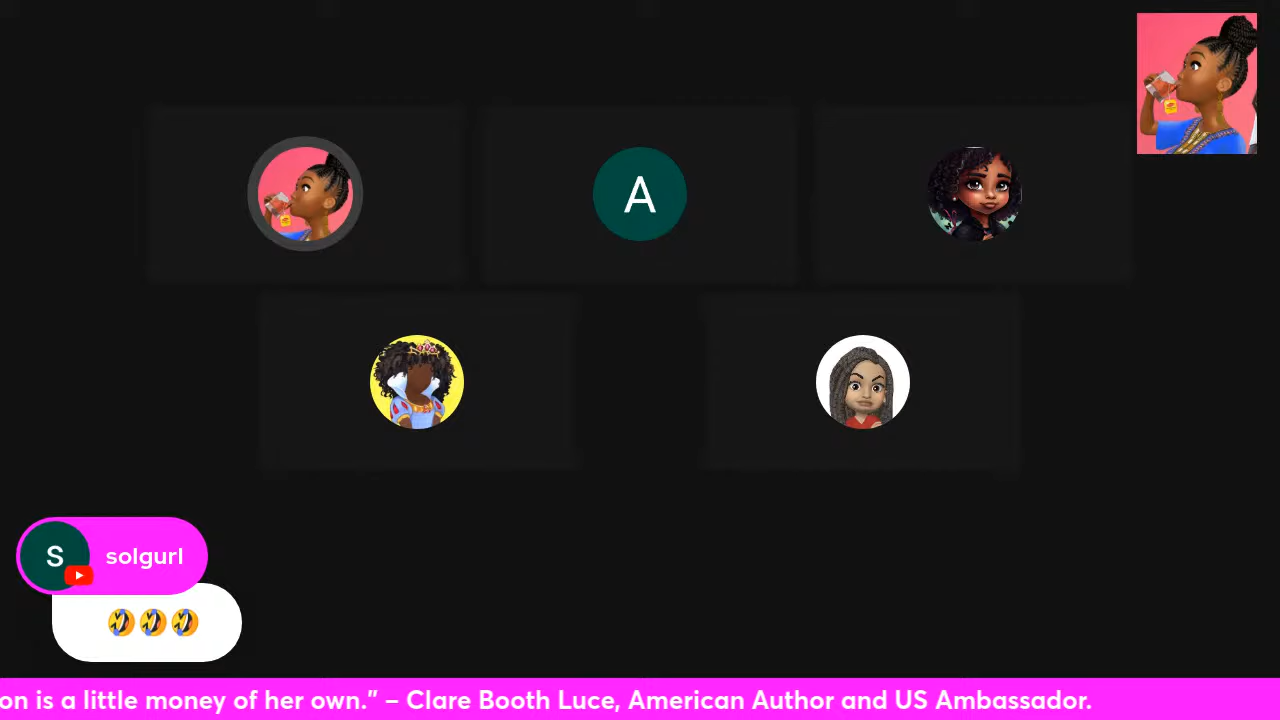 A
S
solgurl
🤣🤣🤣
on is a little money of her own.” – Clare Booth Luce, American Author and US Ambassador.